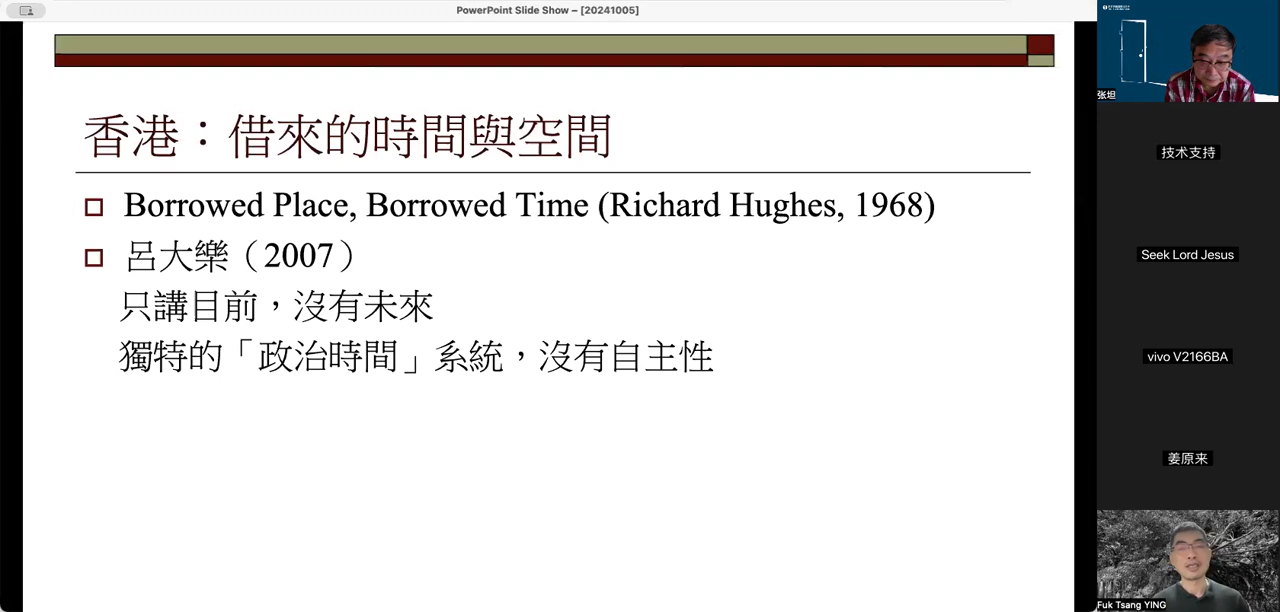 PowerPoint Slide Show – [20241005]
香港：借來的時間與空間
Borrowed Place, Borrowed Time (Richard Hughes, 1968)
呂大樂（2007）
只講目前，沒有未來
獨特的「政治時間」系統，沒有自主性
张坦
技术支持
Seek Lord Jesus
vivo V2166BA
姜原来
Fuk Tsang YING